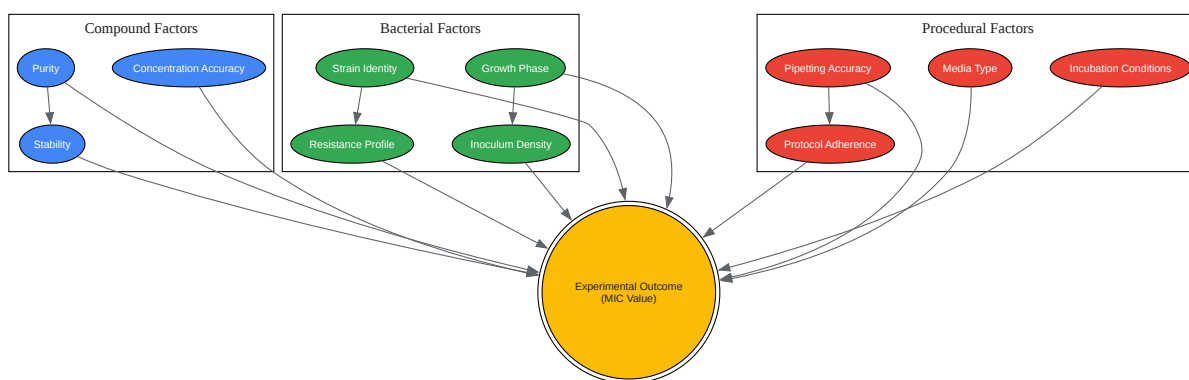 Compound Factors
Bacterial Factors
Procedural Factors
Purity
Concentration Accuracy
Strain Identity
Growth Phase
Pipetting Accuracy
Media Type
Incubation Conditions
Stability
Resistance Profile
Inoculum Density
Protocol Adherence
Experimental Outcome
(MIC Value)